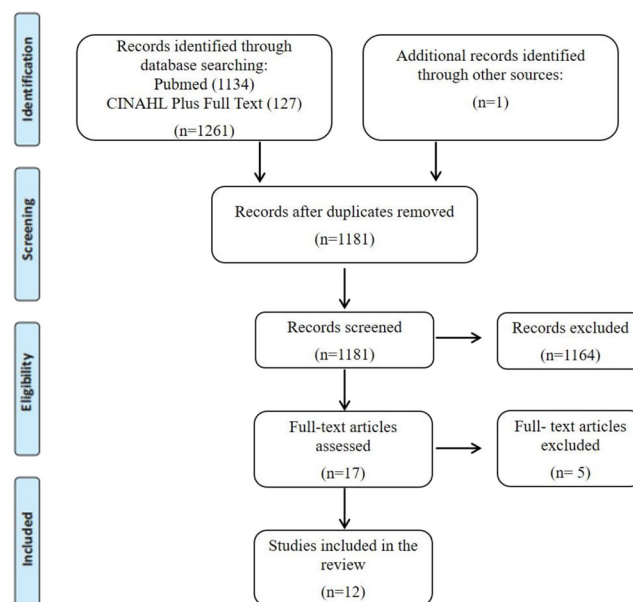 Identification
Records identified through
database searching:
Pubmed (1134)
CINAHL Plus Full Text (127)
(n=1261)
Additional records identified
through other sources:
(n=1)
Screening
Records after duplicates removed
(n=1181)
Eligibility
Records screened
(n=1181)
Records excluded
(n=1164)
Full-text articles
assessed
(n=17)
Full- text articles
excluded
(n= 5)
Included
Studies included in the
review
(n=12)